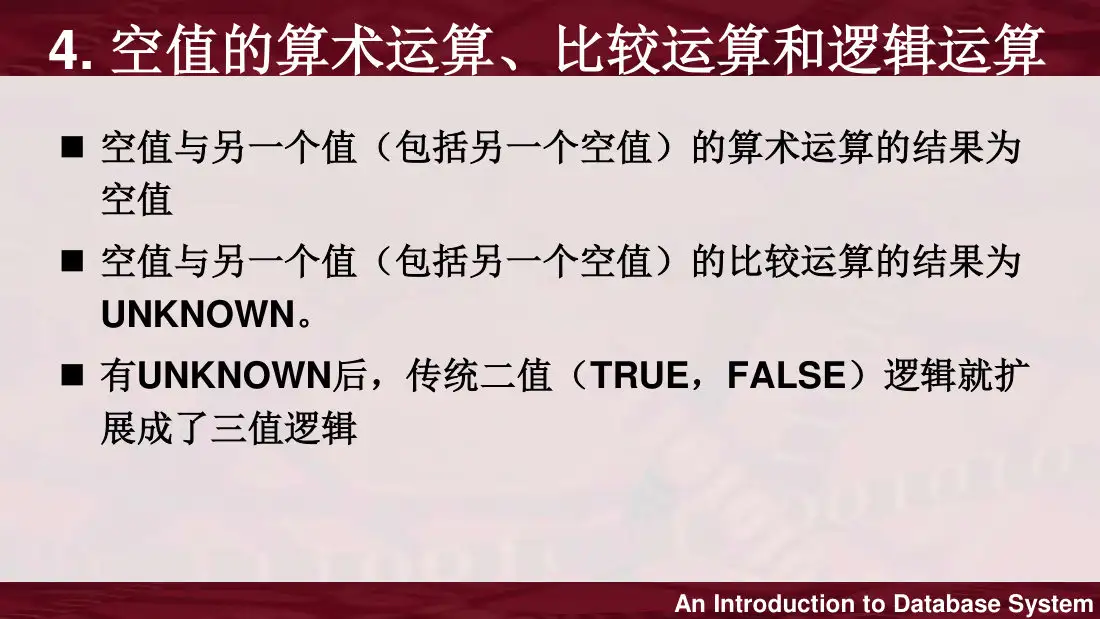 4. 空值的算术运算、比较运算和逻辑运算
■ 空值与另一个值（包括另一个空值）的算术运算的结果为
空值
■ 空值与另一个值（包括另一个空值）的比较运算的结果为
UNKNOWN。
■ 有UNKNOWN后，传统二值（TRUE，FALSE）逻辑就扩
展成了三值逻辑
An Introduction to Database System